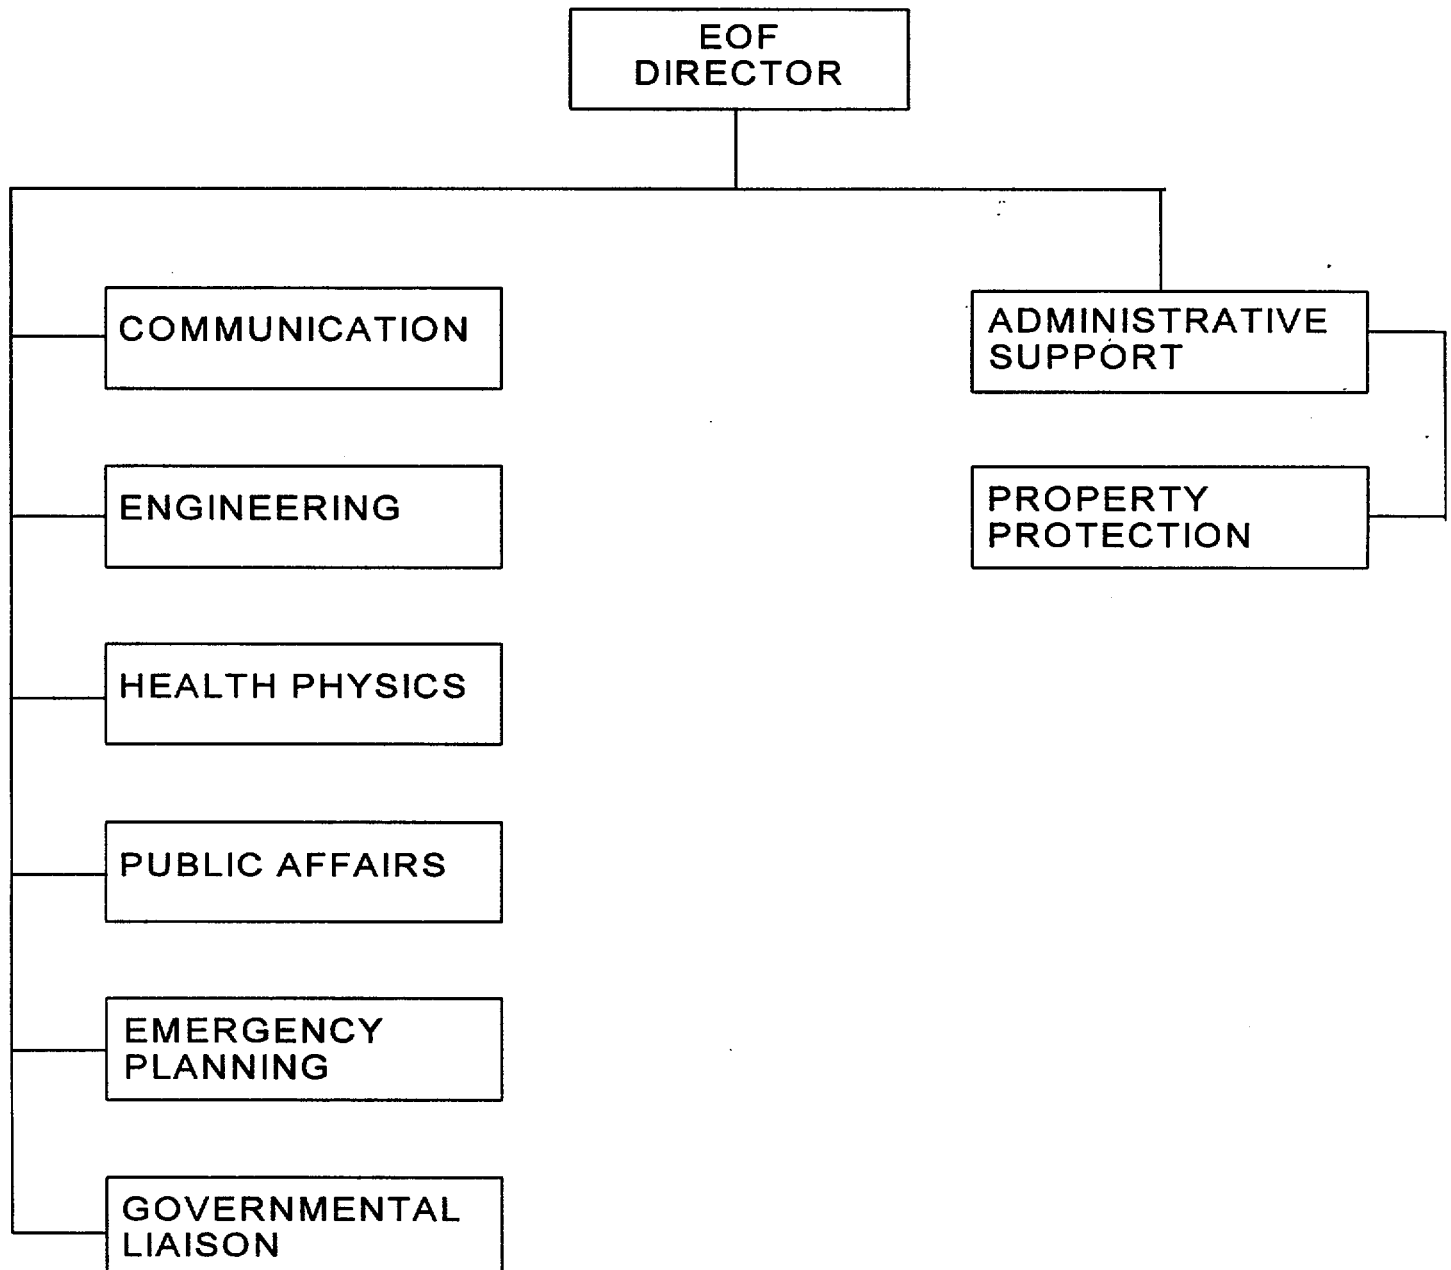 EOF
DIRECTOR
COMMUNICATION
ADMINISTRATIVE
SUPPORT
ENGINEERING
PROPERTY
PROTECTION
HEALTH PHYSICS
PUBLIC AFFAIRS
EMERGENCY
PLANNING
GOVERNMENTAL
LIAISON